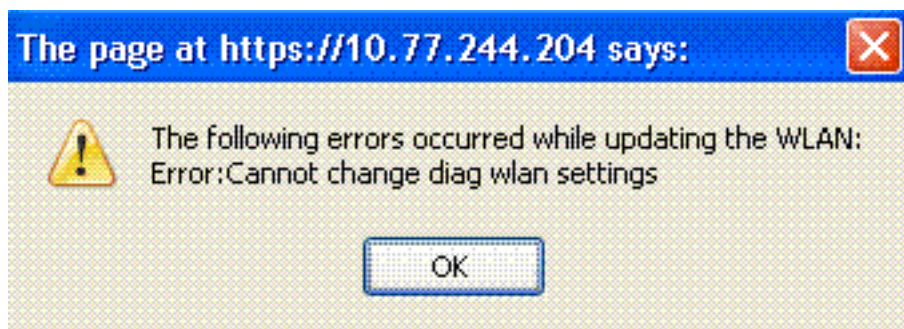 The page at https://10.77.244.204 says:
The following errors occurred while updating the WLAN:
Error:Cannot change diag wlan settings
OK